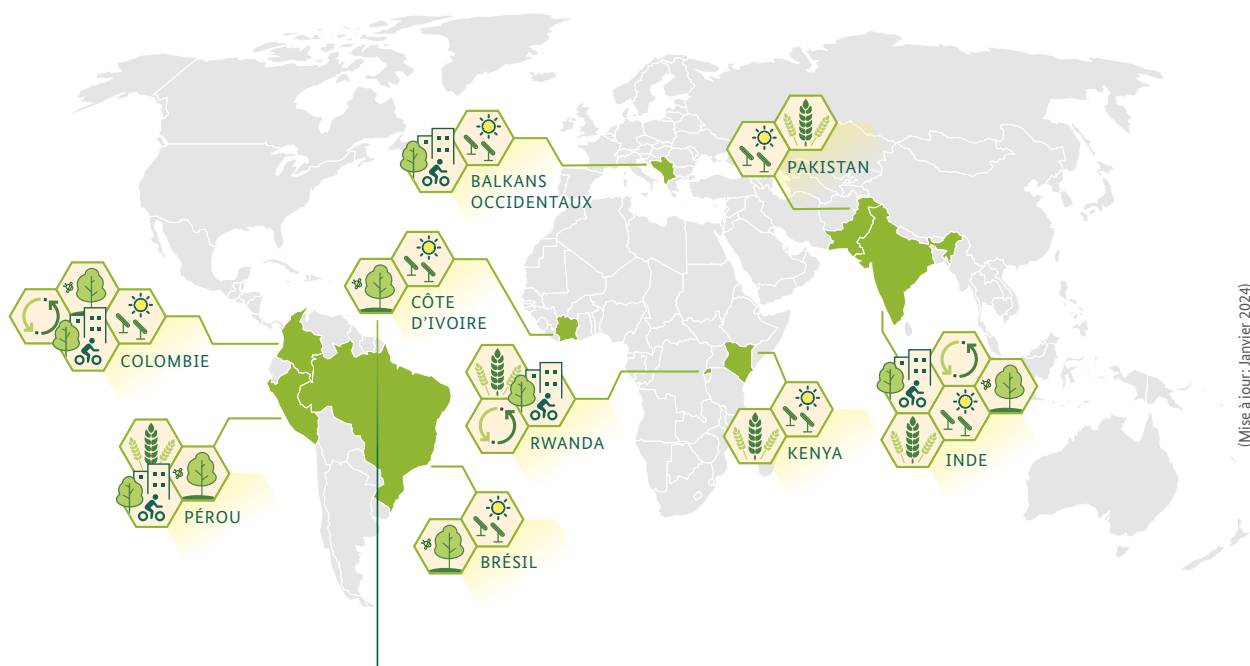 BALKANS
OCCIDENTAUX
PAKISTAN
CÔTE
D'IVOIRE
COLOMBIE
RWANDA
KENYA
INDE
PÉROU
BRÉSIL
(Mise à jour: Janvier 2024)